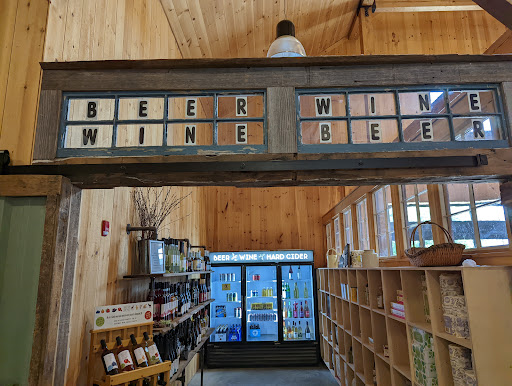 BEER WINE
WINE BEER
BEER & WINE & HARD CIDER